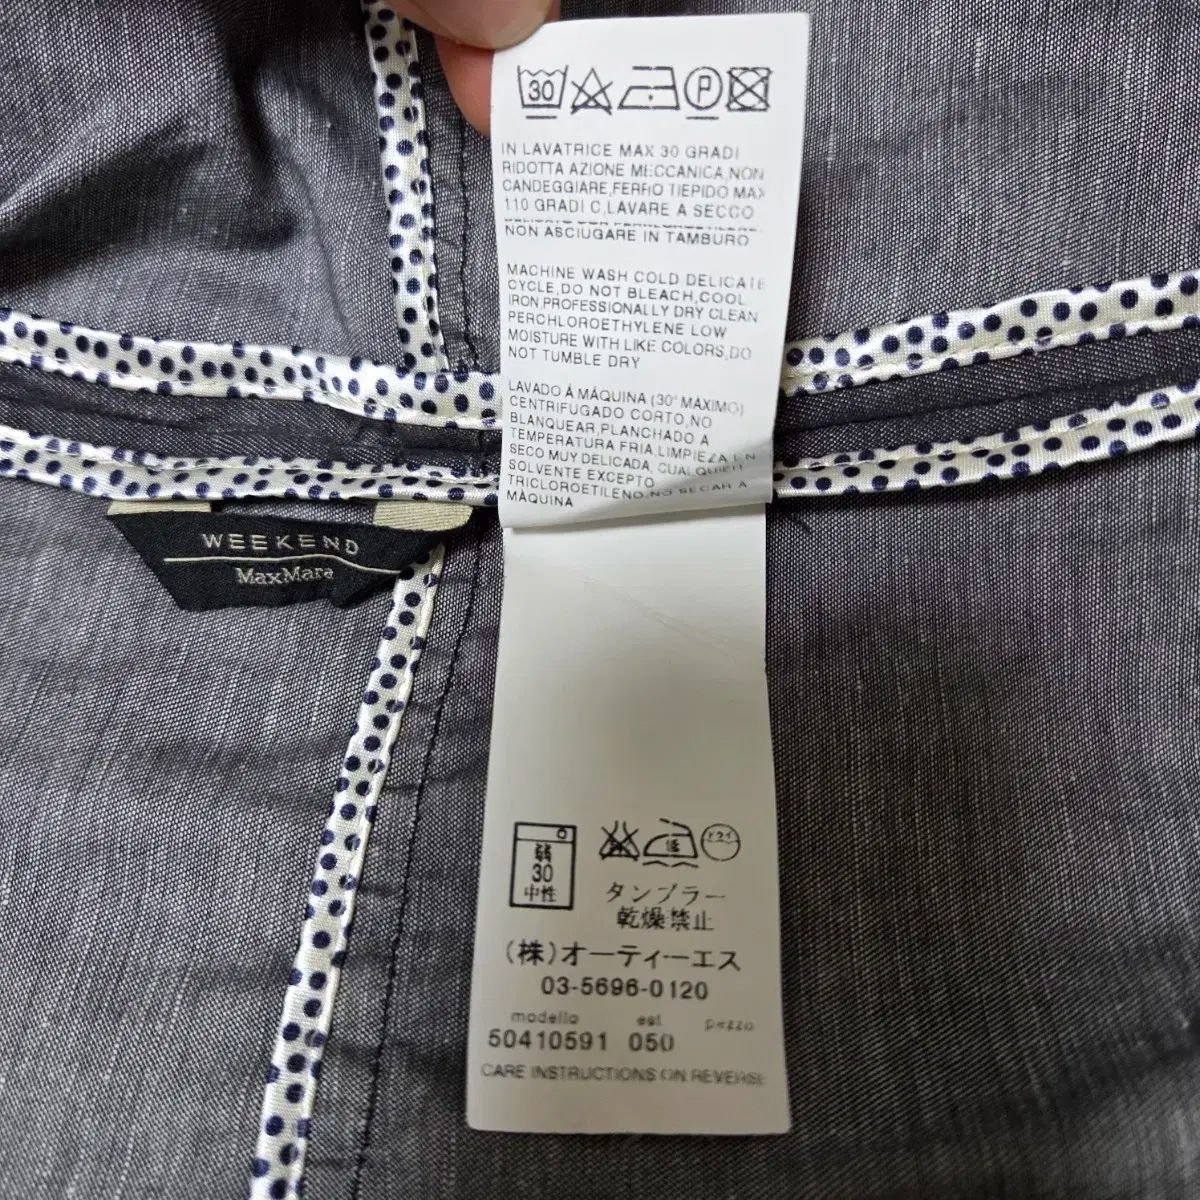 30 P
IN LAVATRICE MAX 30 GRADI
RIDOTTA AZIONE MECCANICA,NON
CANDEGGIARE,FERRO TIEPIDO MAX
110 GRADI C,LAVARE A SECCO
NON ASCIUGARE IN TAMBURO
MACHINE WASH COLD DELICATE
CYCLE,DO NOT BLEACH,COOL
IRON,PROFESSIONALLY DRY CLEAN
PERCHLOROETHYLENE LOW
MOISTURE WITH LIKE COLORS,DO
NOT TUMBLE DRY
LAVADO Á MÁQUINA (30° MÁXIMO)
CENTRIFUGADO CORTO,NO
BLANQUEAR,PLANCHADO A
TEMPERATURA FRIA,LIMPIEZA EN
SECO MUY DELICADA, CUALQUIEU
SOLVENTE EXCEPTO
TRICLOROETILENO,NO SECAR A
MÁQUINA
WEEKEND
MaxMara
弱
30
中性
低
タンブラー
乾燥禁止
(株)オーティーエス
03-5696-0120
modello est pezzo
50410591 050
CARE INSTRUCTIONS ON REVERSE